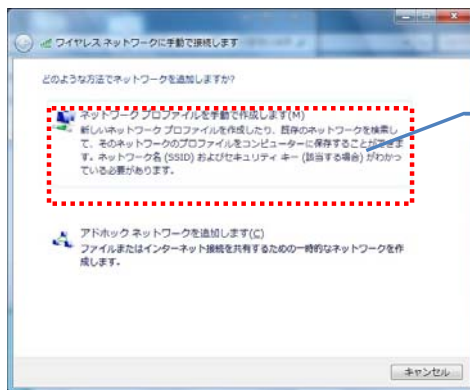 ワイヤレス ネットワークに手動で接続します
どのような方法でネットワークを追加しますか?
ネットワーク プロファイルを手動で作成します(M)
新しいネットワーク プロファイルを作成したり、既存のネットワークを検索し
て、そのネットワークのプロファイルをコンピューターに保存することができま
す。ネットワーク名 (SSID) およびセキュリティ キー (該当する場合) がわかっ
ている必要があります。
アドホック ネットワークを追加します(C)
ファイルまたはインターネット接続を共有するための一時的なネットワークを作
成します。
キャンセル